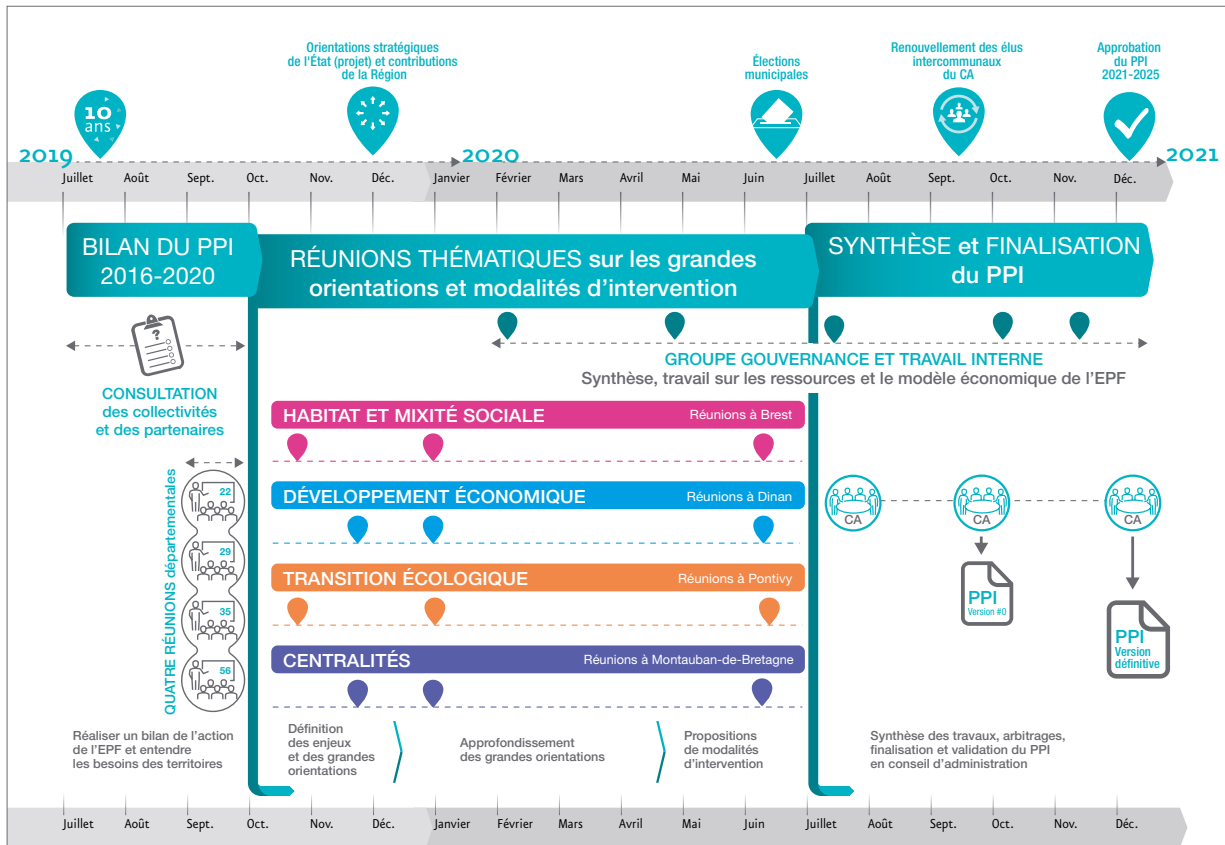 Orientations stratégiques
de l'État (projet) et contributions
de la Région
Élections
municipales
Renouvellement des élus
intercommunaux
du CA
Approbation
du PPI
2021-2025
10
ans
2019
2020
2021
Juillet Août Sept. Oct. Nov. Déc. Janvier Février Mars Avril Mai Juin Juillet Août Sept. Oct. Nov. Déc.
BILAN DU PPI
2016-2020
RÉUNIONS THÉMATIQUES sur les grandes
orientations et modalités d'intervention
SYNTHÈSE et FINALISATION
du PPI
?
CONSULTATION
des collectivités
et des partenaires
GROUPE GOUVERNANCE ET TRAVAIL INTERNE
Synthèse, travail sur les ressources et le modèle économique de l'EPF
QUATRE RÉUNIONS départementales
22
29
35
56
HABITAT ET MIXITÉ SOCIALE Réunions à Brest
DÉVELOPPEMENT ÉCONOMIQUE Réunions à Dinan
TRANSITION ÉCOLOGIQUE Réunions à Pontivy
CENTRALITÉS Réunions à Montauban-de-Bretagne
CA
CA
CA
PPI
Version #0
PPI
Version
définitive
Réaliser un bilan de l'action
de l'EPF et entendre
les besoins des territoires
Définition
des enjeux
et des grandes
orientations
Approfondissement
des grandes orientations
Propositions
de modalités
d'intervention
Synthèse des travaux, arbitrages,
finalisation et validation du PPI
en conseil d'administration
Juillet Août Sept. Oct. Nov. Déc. Janvier Février Mars Avril Mai Juin Juillet Août Sept. Oct. Nov. Déc.